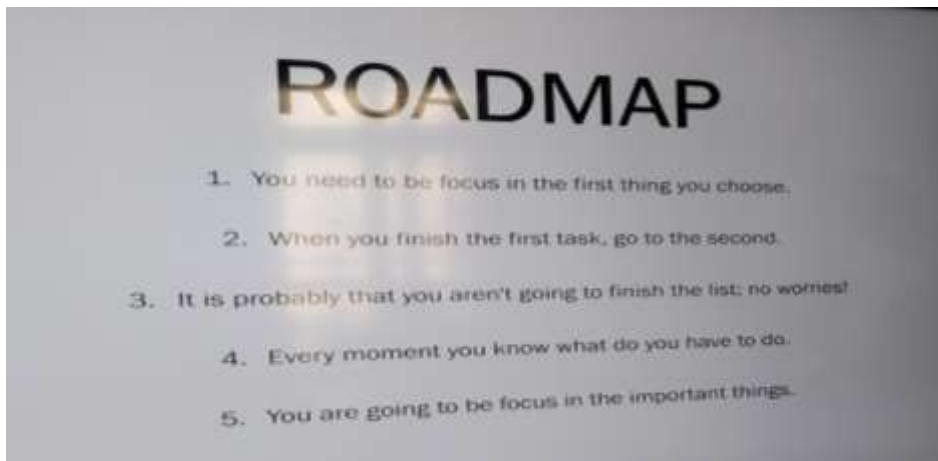 ROADMAP
1. You need to be focus in the first thing you choose.
2. When you finish the first task, go to the second.
3. It is probably that you aren't going to finish the list; no worries!
4. Every moment you know what do you have to do.
5. You are going to be focus in the important things.